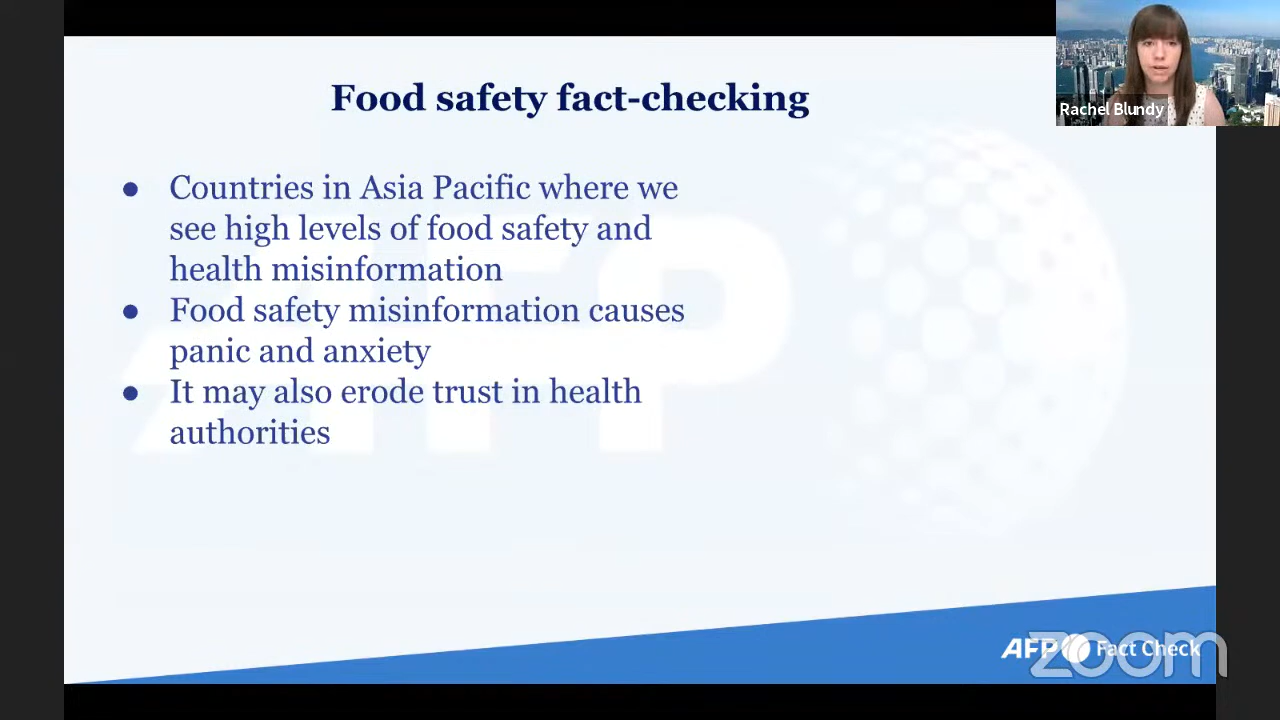 Food safety fact-checking
Rachel Blundy
● Countries in Asia Pacific where we
see high levels of food safety and
health misinformation
● Food safety misinformation causes
panic and anxiety
● It may also erode trust in health
authorities
AFP
AFP Fact Check
zoom